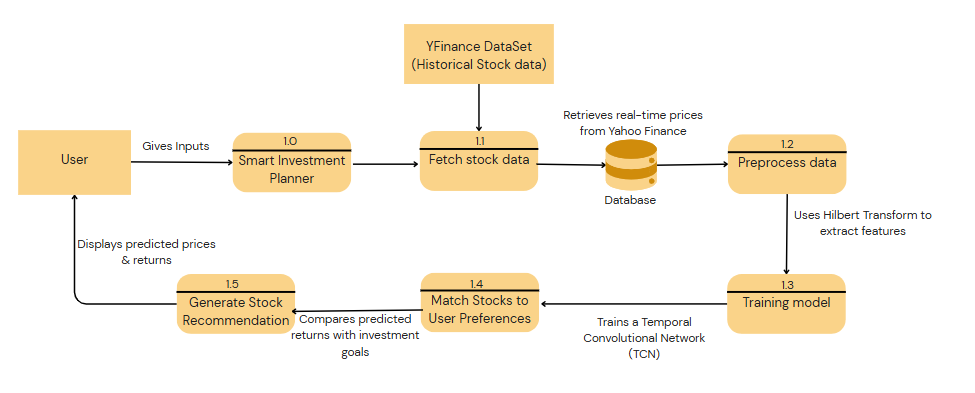 YFinance DataSet
(Historical Stock data)
User
Gives Inputs
1.0
Smart Investment
Planner
1.1
Fetch stock data
Retrieves real-time prices
from Yahoo Finance
Database
1.2
Preprocess data
Uses Hilbert Transform to
extract features
1.3
Training model
Trains a Temporal
Convolutional Network
(TCN)
1.4
Match Stocks to
User Preferences
Compares predicted
returns with investment
goals
1.5
Generate Stock
Recommendation
Displays predicted prices
& returns